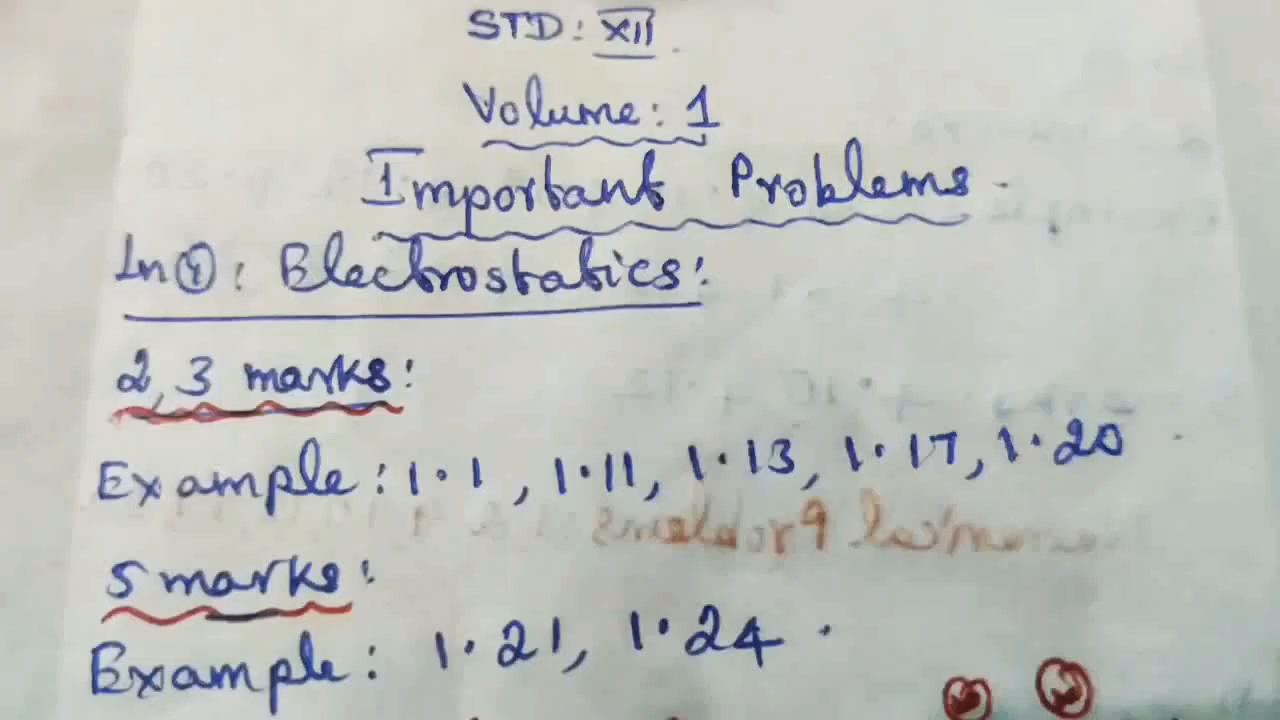 STD: XII
Volume: 1
Important Problems.
Ln ①: Electrostatics:
2, 3 marks:
Example: 1.1, 1.11, 1.13, 1.17, 1.20
5 marks:
Example: 1.21, 1.24.